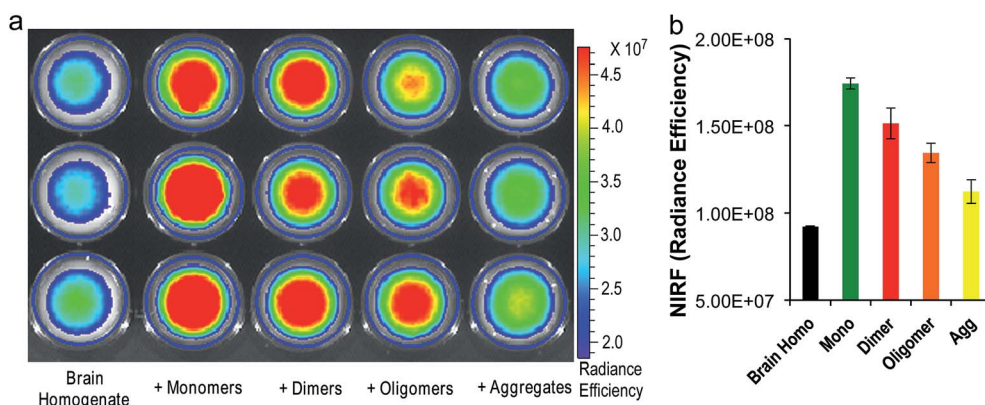 a
X 10⁷
4.5
4.0
3.5
3.0
2.5
2.0
Radiance
Efficiency
Brain
Homogenate
+ Monomers
+ Dimers
+ Oligomers
+ Aggregates
b
NIRF (Radiance Efficiency)
2.00E+08
1.50E+08
1.00E+08
5.00E+07
Brain Homo
Mono
Dimer
Oligomer
Agg